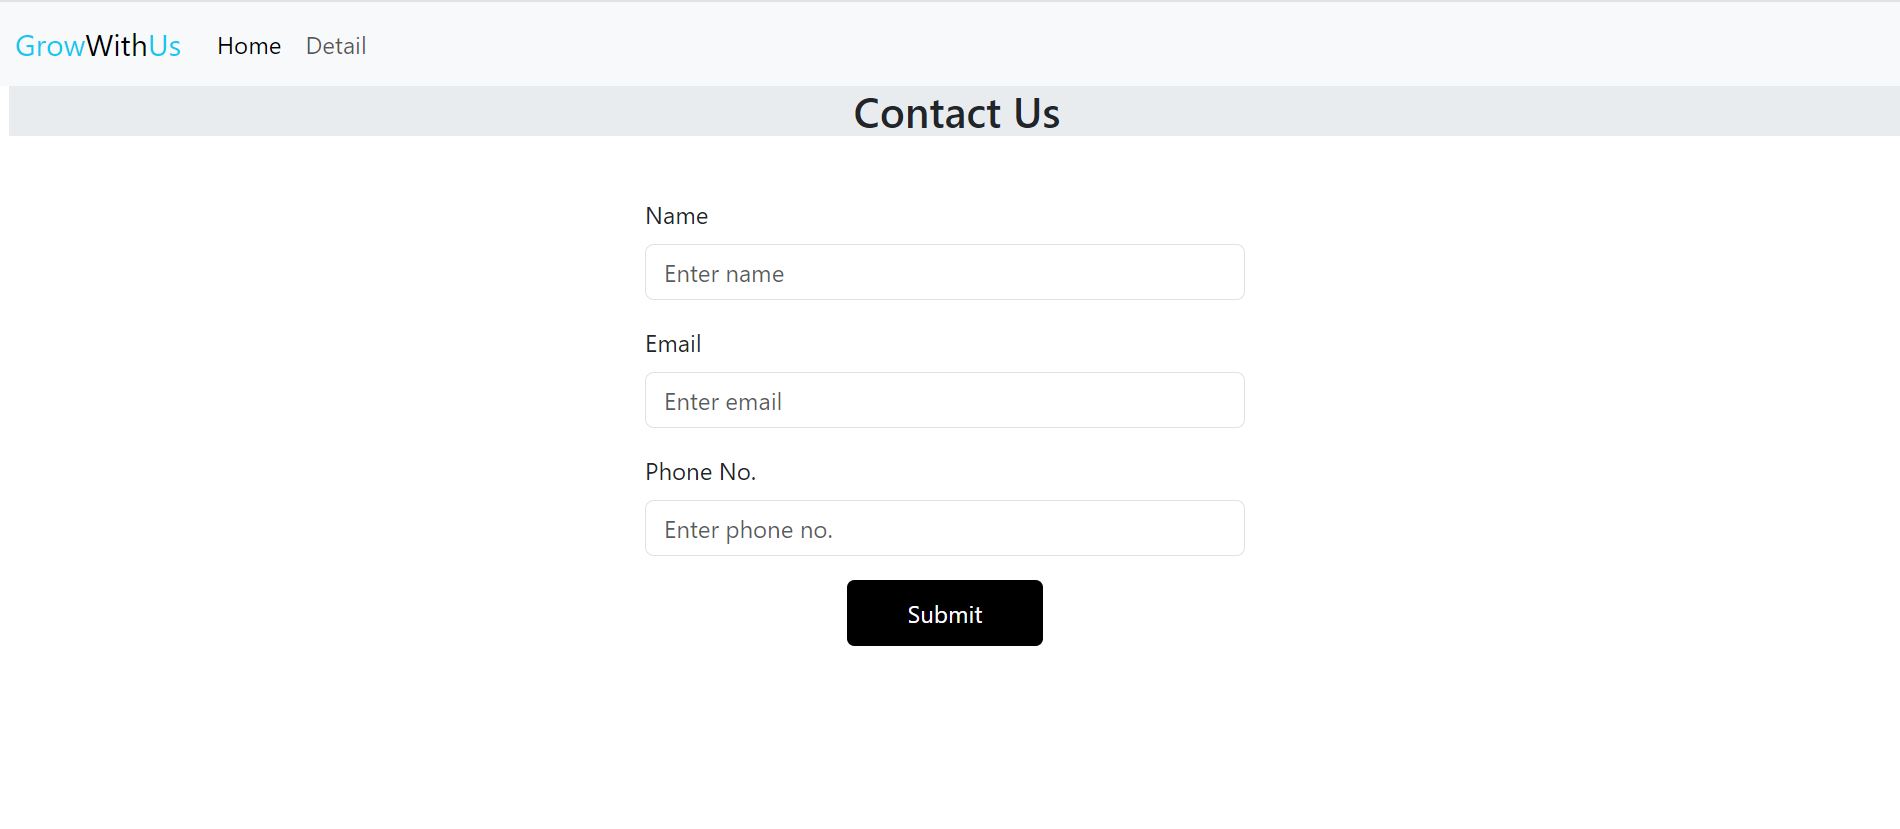 GrowWithUs Home Detail
Contact Us
Name
Enter name
Email
Enter email
Phone No.
Enter phone no.
Submit